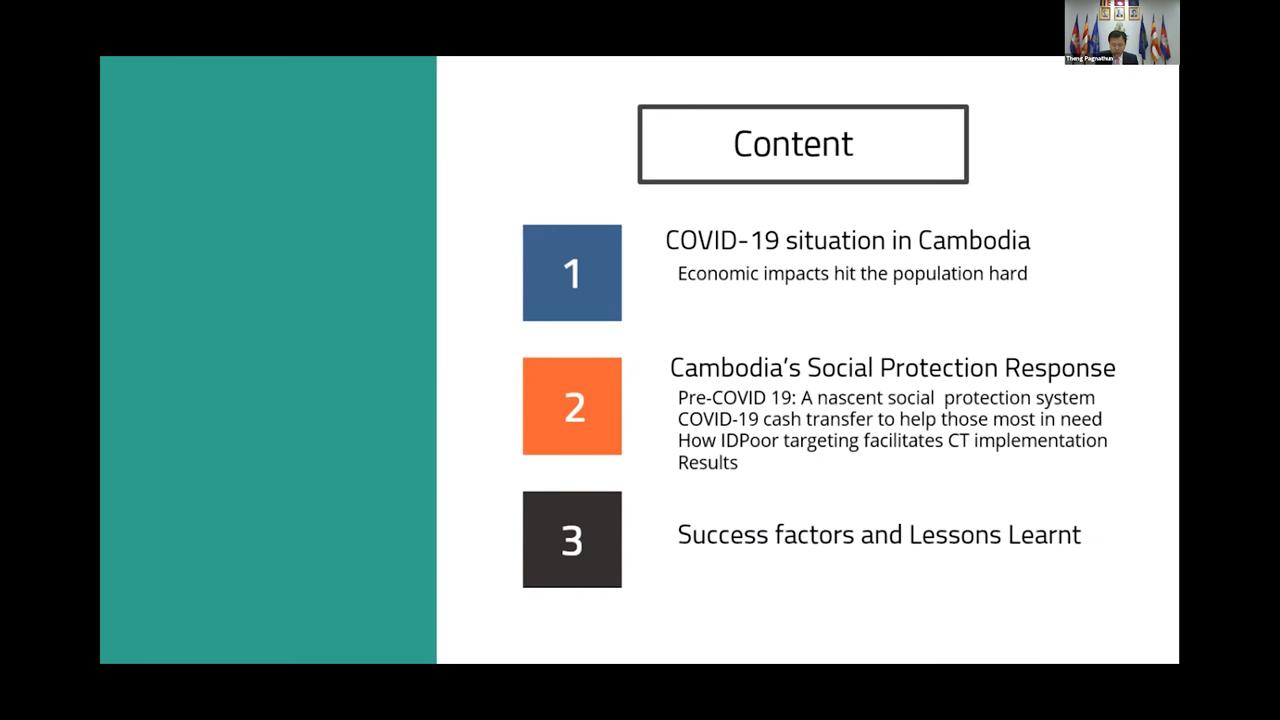 Theng Pagnathun
Content
1
COVID-19 situation in Cambodia
Economic impacts hit the population hard
2
Cambodia's Social Protection Response
Pre-COVID 19: A nascent social protection system
COVID-19 cash transfer to help those most in need
How IDPoor targeting facilitates CT implementation
Results
3
Success factors and Lessons Learnt